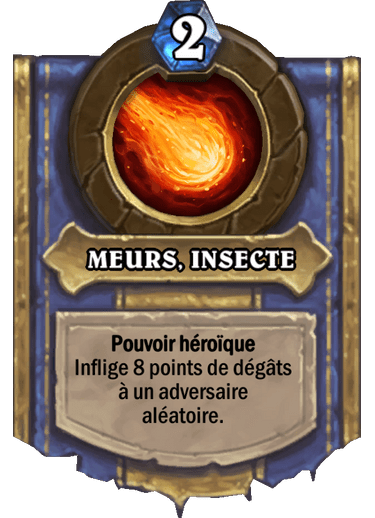 2
MEURS, INSECTE
Pouvoir héroïque
Inflige 8 points de dégâts
à un adversaire
aléatoire.